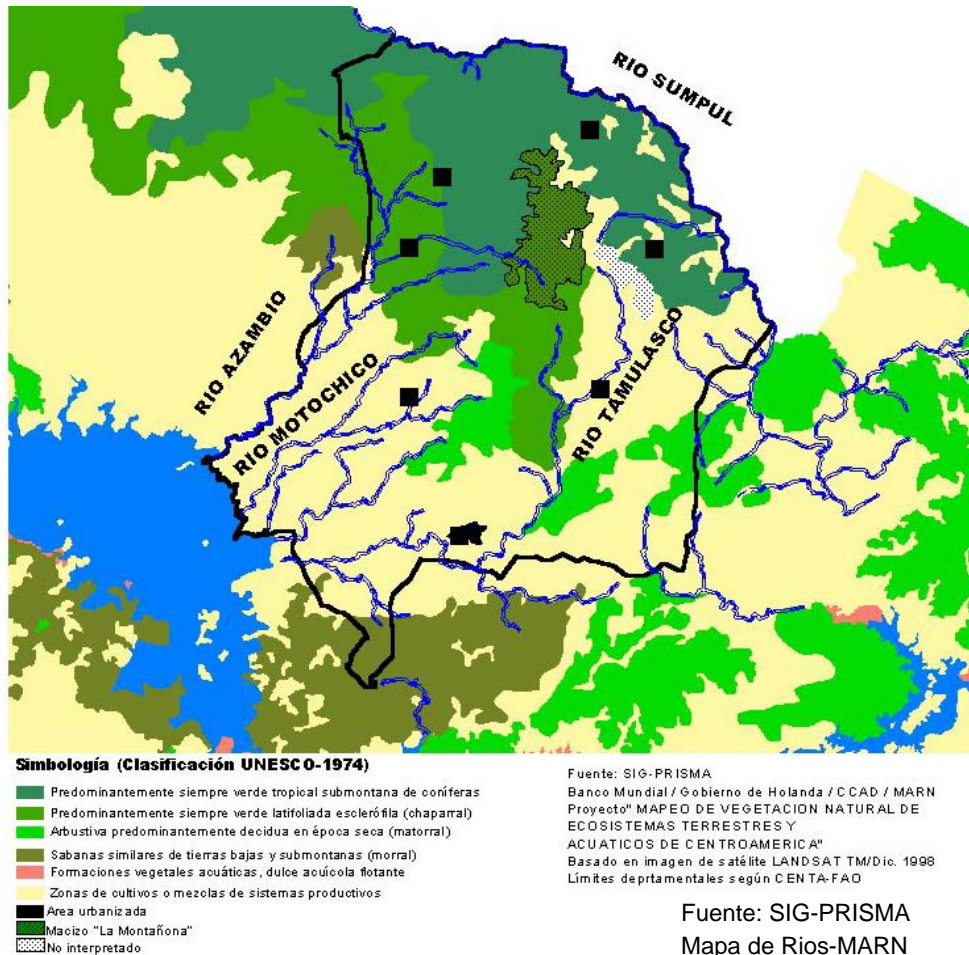 RIO SUMPUL
RIO AZAMBIO
RIO MOTOCHICO
RIO TAMULASCO
Simbología (Clasificación UNESCO-1974)
Predominantemente siempre verde tropical submontana de coníferas
Predominantemente siempre verde latifoliada esclerófila (chaparral)
Arbustiva predominantemente decidua en época seca (matorral)
Sabanas similares de tierras bajas y submontanas (morral)
Formaciones vegetales acuáticas, dulce acuícola flotante
Zonas de cultivos o mezclas de sistemas productivos
Area urbanizada
Macizo "La Montañona"
No interpretado
Fuente: SIG-PRISMA
Banco Mundial / Gobierno de Holanda / CCAD / MARN
Proyecto" MAPEO DE VEGETACION NATURAL DE
ECOSISTEMAS TERRESTRES Y
ACUATICOS DE CENTROAMERICA"
Basado en imagen de satélite LANDSAT TM/Dic. 1998
Límites deprtamentales según CENTA-FAO
Fuente: SIG-PRISMA
Mapa de Rios-MARN